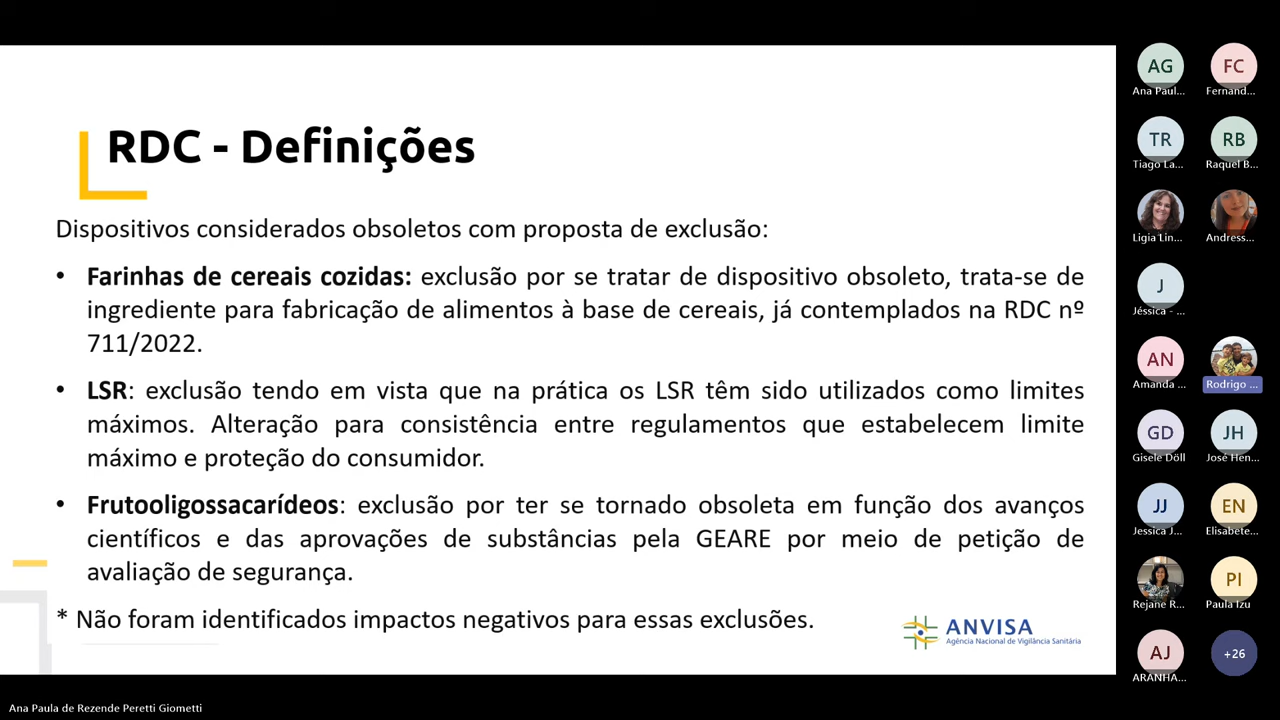 RDC - Definições
Dispositivos considerados obsoletos com proposta de exclusão:
• Farinhas de cereais cozidas: exclusão por se tratar de dispositivo obsoleto, trata-se de
ingrediente para fabricação de alimentos à base de cereais, já contemplados na RDC nº
711/2022.
• LSR: exclusão tendo em vista que na prática os LSR têm sido utilizados como limites
máximos. Alteração para consistência entre regulamentos que estabelecem limite
máximo e proteção do consumidor.
• Frutooligossacarídeos: exclusão por ter se tornado obsoleta em função dos avanços
científicos e das aprovações de substâncias pela GEARE por meio de petição de
avaliação de segurança.
* Não foram identificados impactos negativos para essas exclusões.
ANVISA
Agência Nacional de Vigilância Sanitária
AG
Ana Paul...
FC
Fernand...
TR
Tiago La...
RB
Raquel B...
Ligia Lin...
Andress...
J
Jéssica - ...
AN
Amanda ...
Rodrigo ...
GD
Gisele Döll
JH
José Hen...
JJ
Jessica J...
EN
Elisabete...
Rejane R...
PI
Paula Izu
AJ
ARANHA...
+26
Ana Paula de Rezende Peretti Giometti